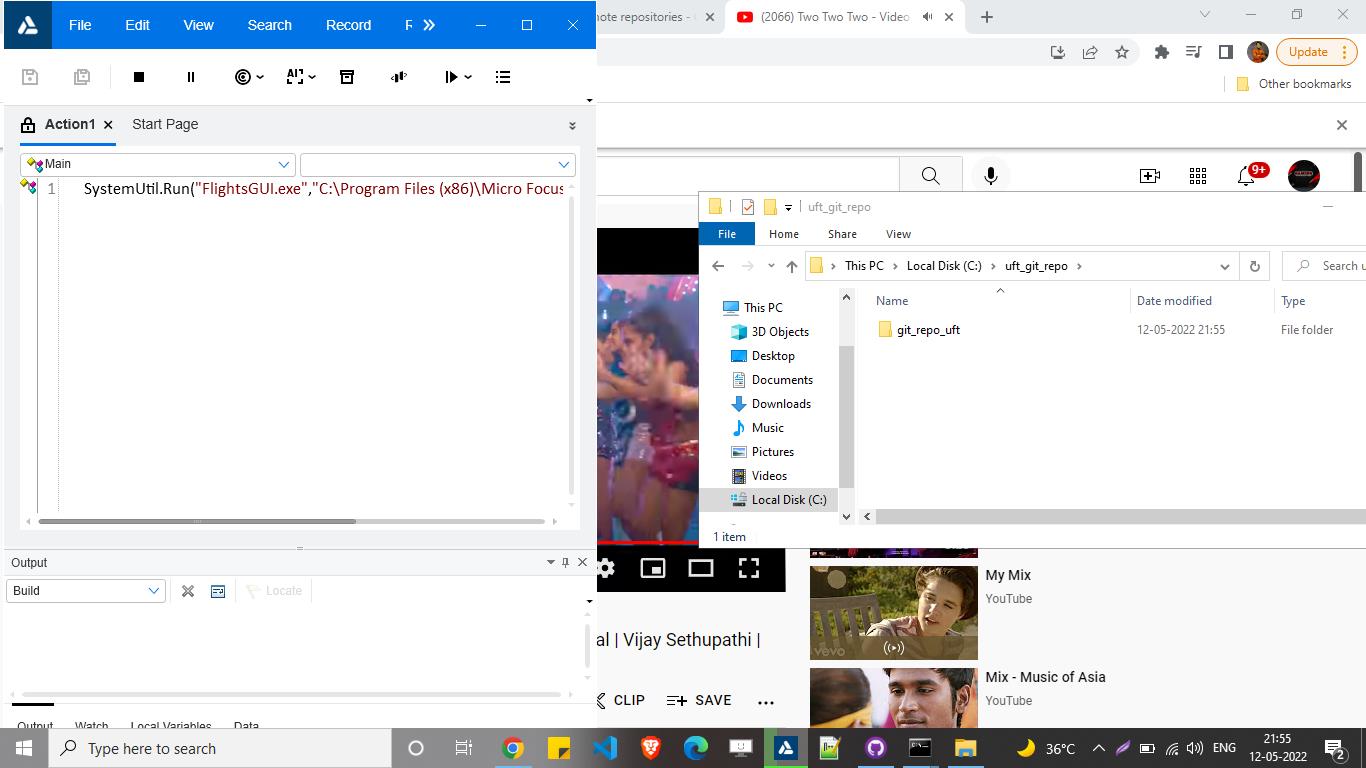 File Edit View Search Record
note repositories -
(2066) Two Two Two - Video
Update
Other bookmarks
Action1 Start Page
Main
1 SystemUtil.Run("FlightsGUI.exe","C:\Program Files (x86)\Micro Focus
9+
uft_git_repo
File Home Share View
This PC Local Disk (C:) uft_git_repo
Search u
This PC
3D Objects
Desktop
Documents
Downloads
Music
Pictures
Videos
Local Disk (C:)
Name Date modified Type
git_repo_uft 12-05-2022 21:55 File folder
1 item
Output
Build Locate
Output Watch Local Variables Data
al | Vijay Sethupathi |
CLIP SAVE
vevo
My Mix
YouTube
Mix - Music of Asia
YouTube
Type here to search
36°C ENG
21:55
12-05-2022
2